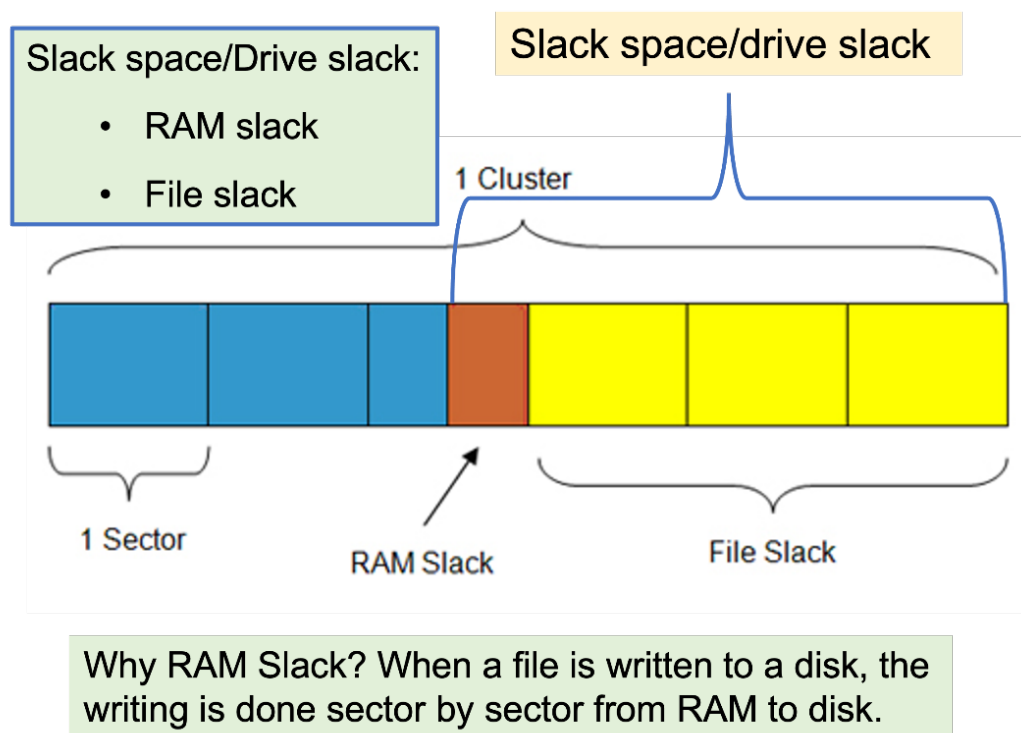 Slack space/Drive slack:
• RAM slack
• File slack
Slack space/drive slack
1 Cluster
1 Sector
RAM Slack
File Slack
Why RAM Slack? When a file is written to a disk, the
writing is done sector by sector from RAM to disk.